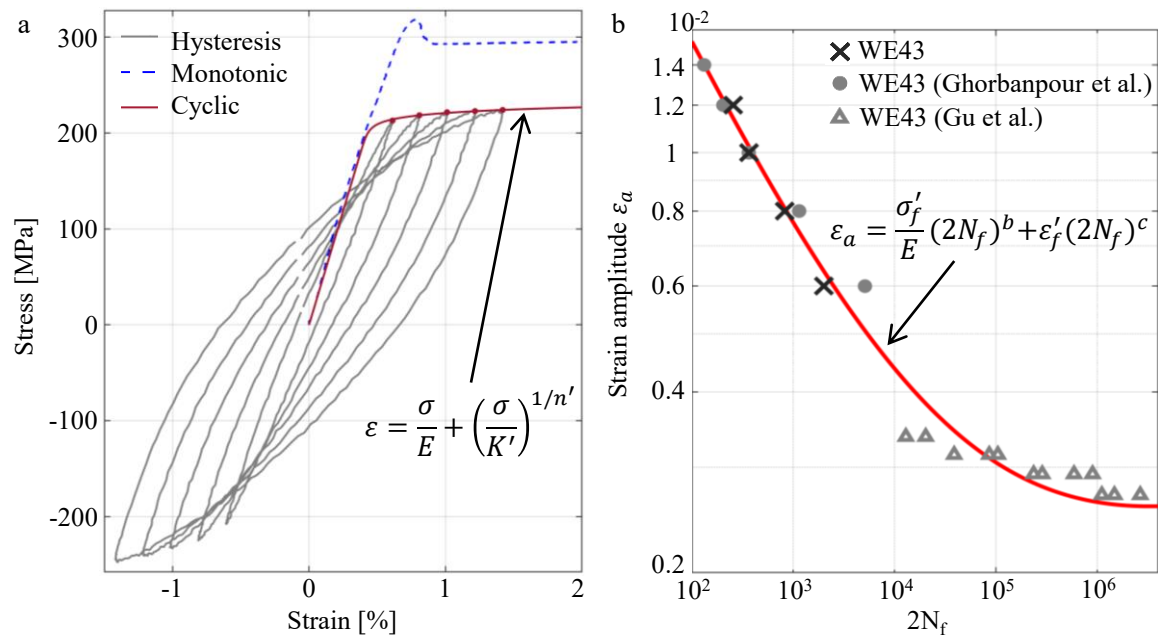 a
Hysteresis
Monotonic
Cyclic
300
200
100
0
-100
-200
Stress [MPa]
ε = σ/E + (σ/K′)^{1/n′}
-1
0
1
2
Strain [%]
b
10^{-2}
1.4
1.2
1
0.8
0.6
0.4
0.2
Strain amplitude ε_a
WE43
WE43 (Ghorbanpour et al.)
WE43 (Gu et al.)
ε_a = σ_f′/E (2N_f)^b + ε_f′(2N_f)^c
10^2
10^3
10^4
10^5
10^6
2N_f